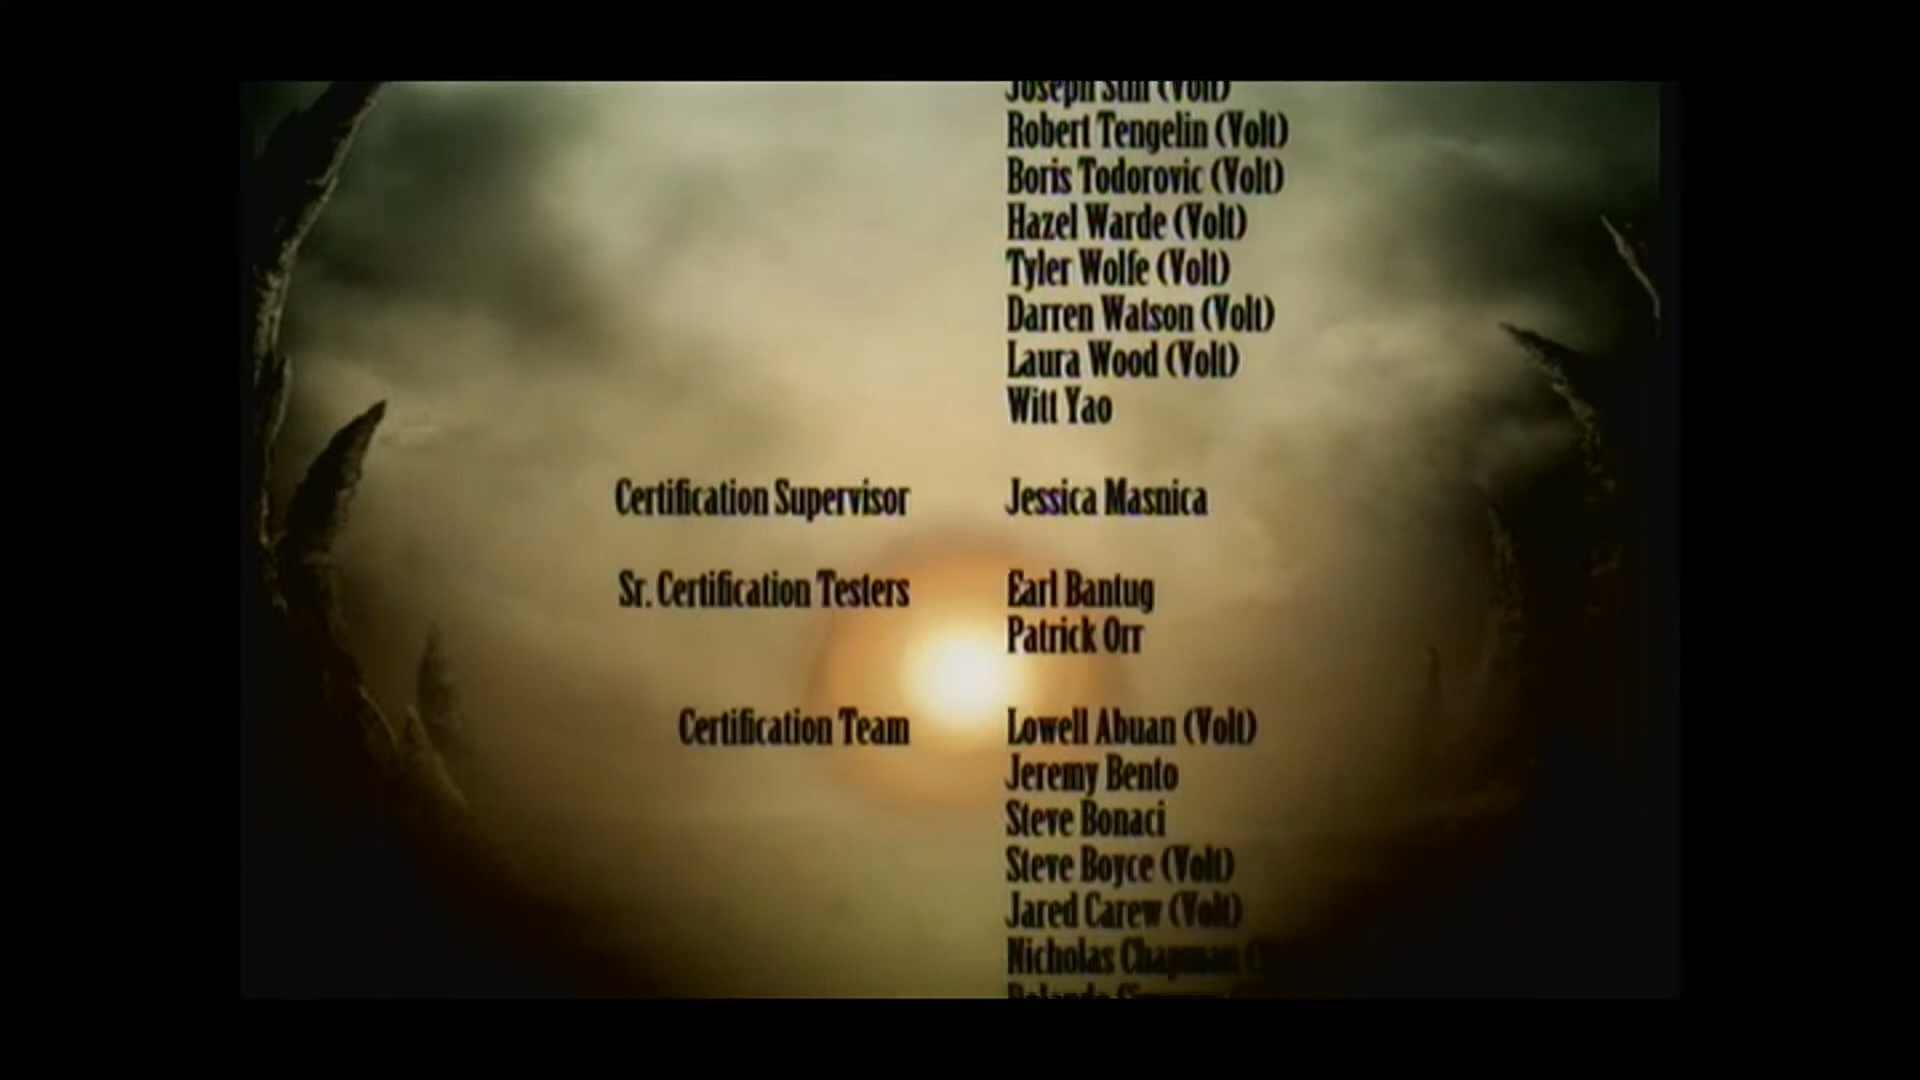 Robert Tengelin (Volt)
Boris Todorovic (Volt)
Hazel Warde (Volt)
Tyler Wolfe (Volt)
Darren Watson (Volt)
Laura Wood (Volt)
Witt Yao
Certification Supervisor Jessica Masnica
Sr. Certification Testers Earl Bantug
Patrick Orr
Certification Team Lowell Abuan (Volt)
Jeremy Bento
Steve Bonaci
Steve Boyce (Volt)
Jared Carew (Volt)
Nicholas Chapman